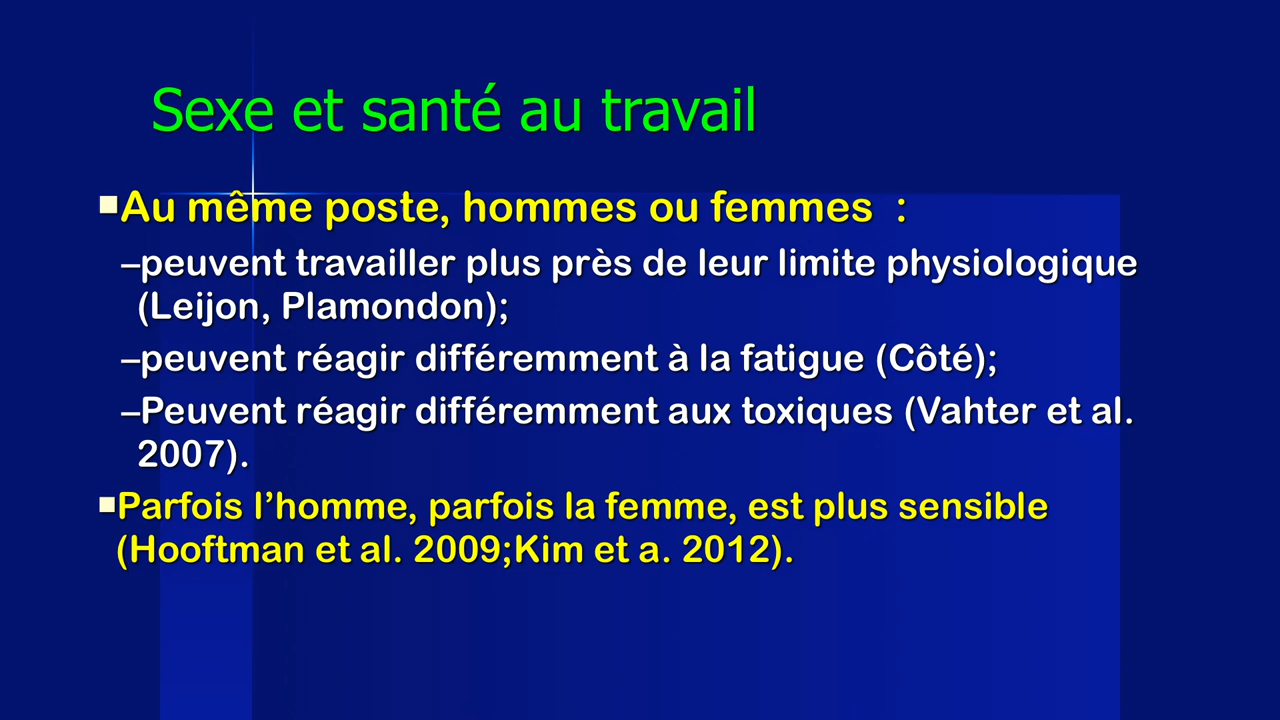 Sexe et santé au travail
Au même poste, hommes ou femmes  :
–peuvent travailler plus près de leur limite physiologique
(Leijon, Plamondon);
–peuvent réagir différemment à la fatigue (Côté);
–Peuvent réagir différemment aux toxiques (Vahter et al.
2007).
Parfois l’homme, parfois la femme, est plus sensible
(Hooftman et al. 2009;Kim et a. 2012).